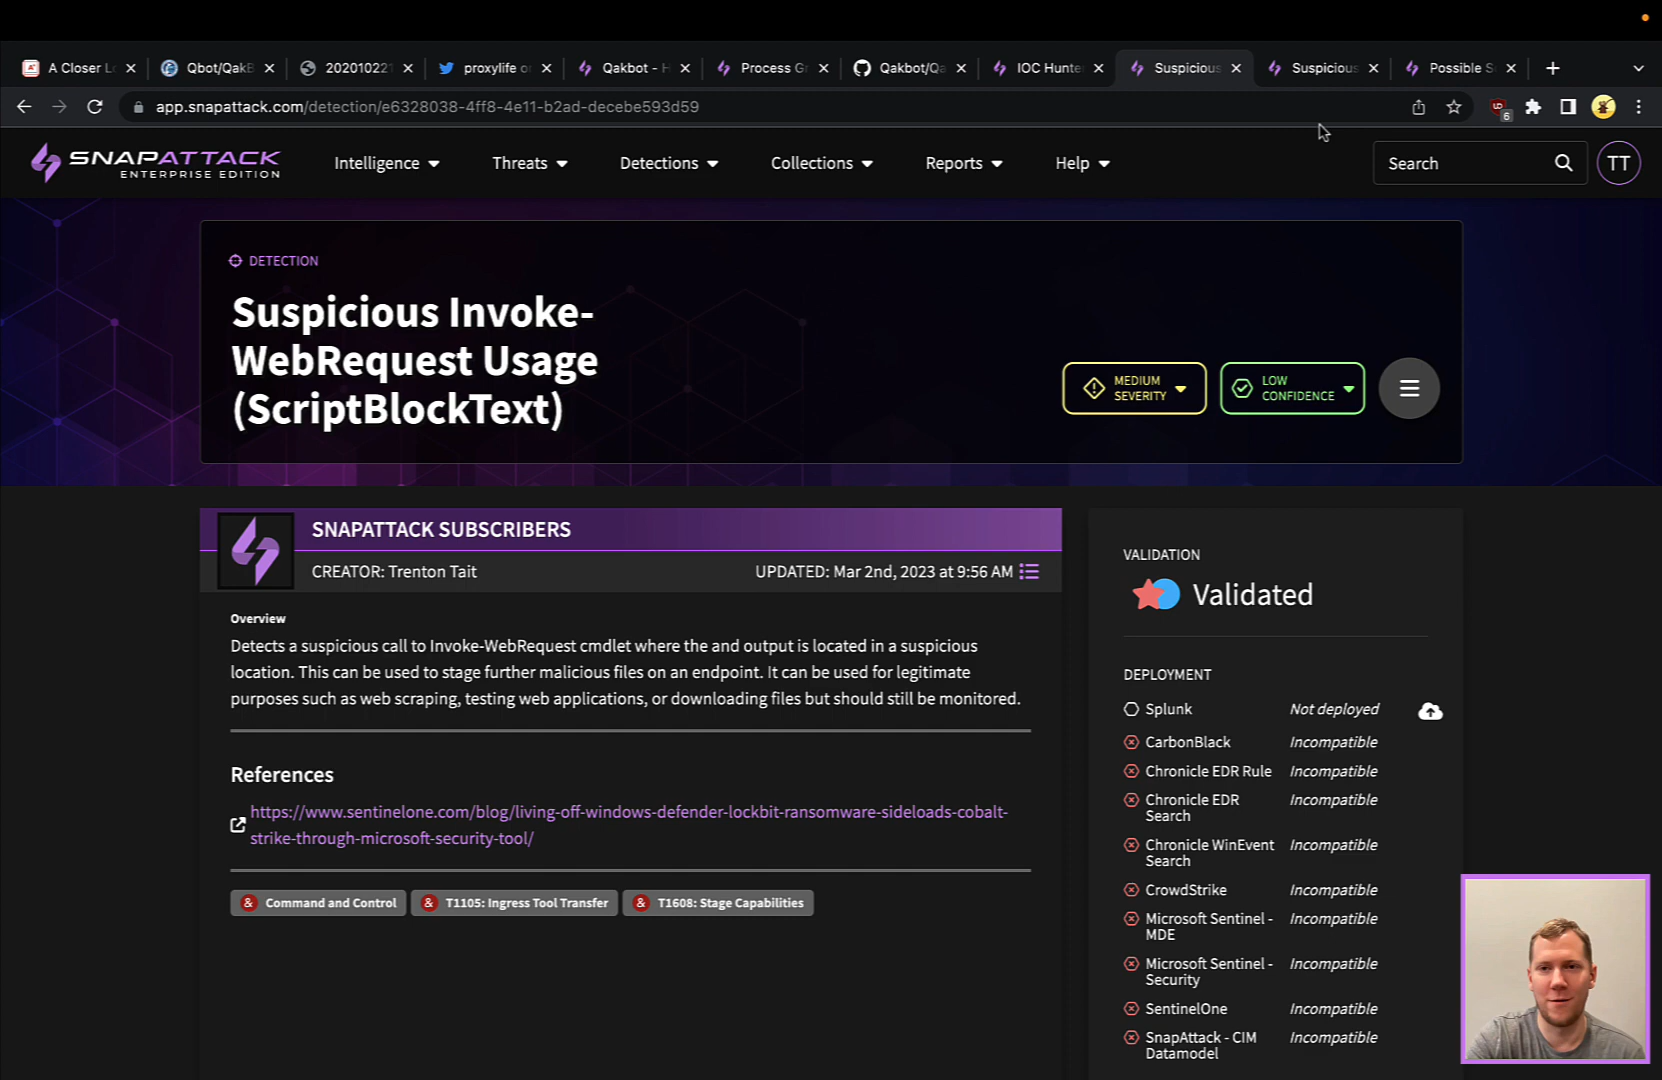 A Closer Lo
Qbot/QakB
202010221
proxylife on
Qakbot - H
Process Gr
Qakbot/Qa
IOC Hunter
Suspicious
Suspicious
Possible S
app.snapattack.com/detection/e6328038-4ff8-4e11-b2ad-decebe593d59
6
SNAPATTACK
ENTERPRISE EDITION
Intelligence
Threats
Detections
Collections
Reports
Help
Search
TT
DETECTION
Suspicious Invoke-
WebRequest Usage
(ScriptBlockText)
MEDIUM
SEVERITY
LOW
CONFIDENCE
SNAPATTACK SUBSCRIBERS
CREATOR: Trenton Tait
UPDATED: Mar 2nd, 2023 at 9:56 AM
Overview
Detects a suspicious call to Invoke-WebRequest cmdlet where the and output is located in a suspicious
location. This can be used to stage further malicious files on an endpoint. It can be used for legitimate
purposes such as web scraping, testing web applications, or downloading files but should still be monitored.
References
https://www.sentinelone.com/blog/living-off-windows-defender-lockbit-ransomware-sideloads-cobalt-
strike-through-microsoft-security-tool/
& Command and Control
& T1105: Ingress Tool Transfer
& T1608: Stage Capabilities
VALIDATION
Validated
DEPLOYMENT
Splunk Not deployed
CarbonBlack Incompatible
Chronicle EDR Rule Incompatible
Chronicle EDR Incompatible
Search
Chronicle WinEvent Incompatible
Search
CrowdStrike Incompatible
Microsoft Sentinel - Incompatible
MDE
Microsoft Sentinel - Incompatible
Security
SentinelOne Incompatible
SnapAttack - CIM Incompatible
Datamodel